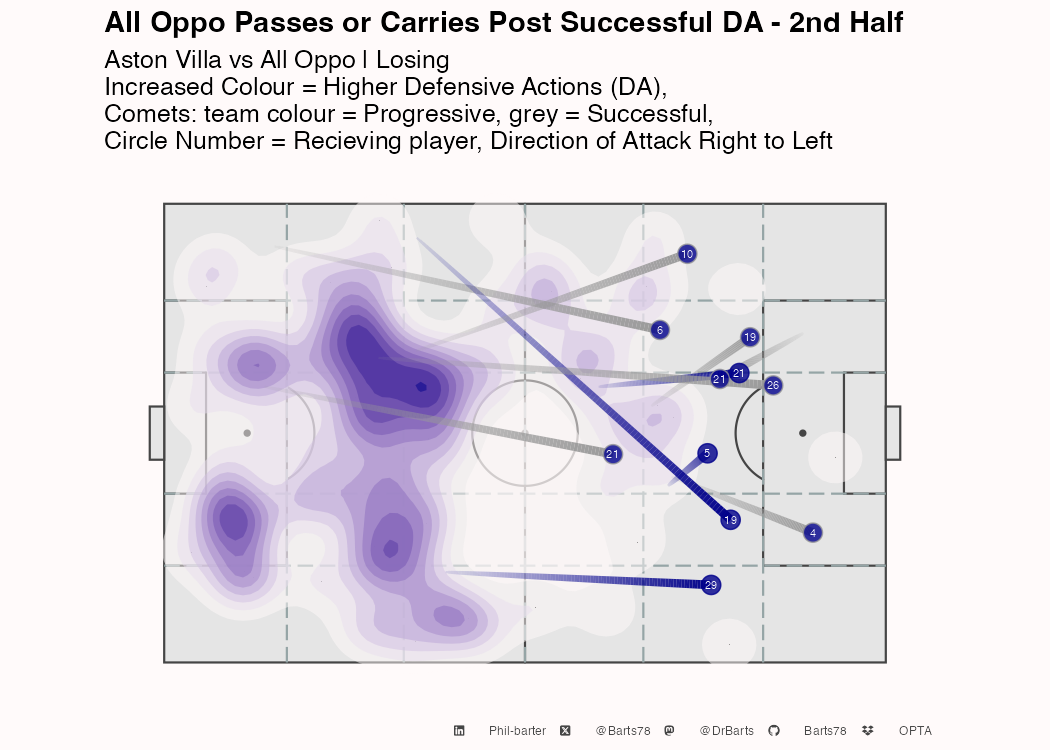 All Oppo Passes or Carries Post Successful DA - 2nd Half
Aston Villa vs All Oppo | Losing
Increased Colour = Higher Defensive Actions (DA),
Comets: team colour = Progressive, grey = Successful,
Circle Number = Recieving player, Direction of Attack Right to Left
10
6
19
21
21
26
21
5
19
4
29
Phil-barter @Barts78 @DrBarts Barts78 OPTA